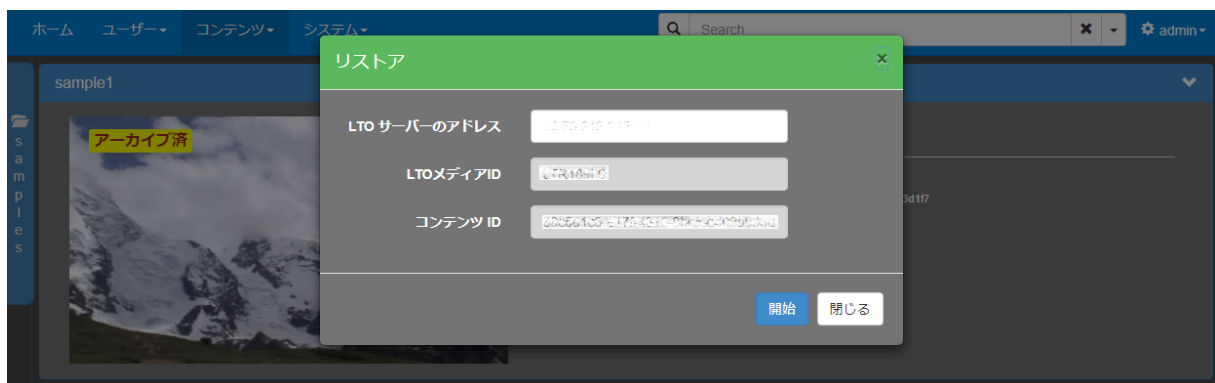 ホーム ユーザー コンテンツ システム Search admin
リストア ×
sample1
アーカイブ済
samples
LTO サーバーのアドレス
LTOメディアID
3d1f7
コンテンツ ID
開始 閉じる